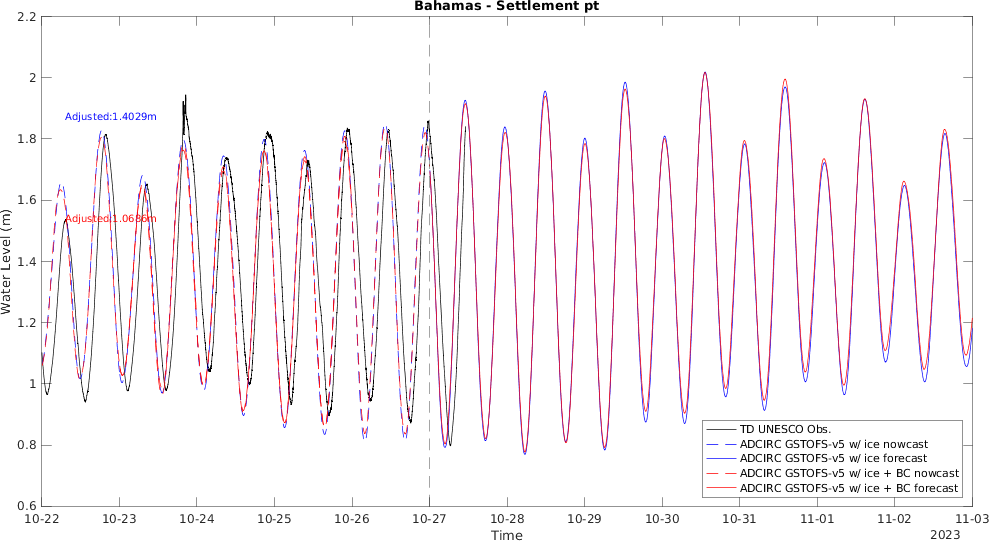 Bahamas - Settlement pt
2.2
2
1.8
1.6
1.4
1.2
1
0.8
0.6
Water Level (m)
Adjusted:1.4029m
Adjusted:1.0686m
TD UNESCO Obs.
ADCIRC GSTOFS-v5 w/ ice nowcast
ADCIRC GSTOFS-v5 w/ ice forecast
ADCIRC GSTOFS-v5 w/ ice + BC nowcast
ADCIRC GSTOFS-v5 w/ ice + BC forecast
10-22 10-23 10-24 10-25 10-26 10-27 10-28 10-29 10-30 10-31 11-01 11-02 11-03
Time
2023